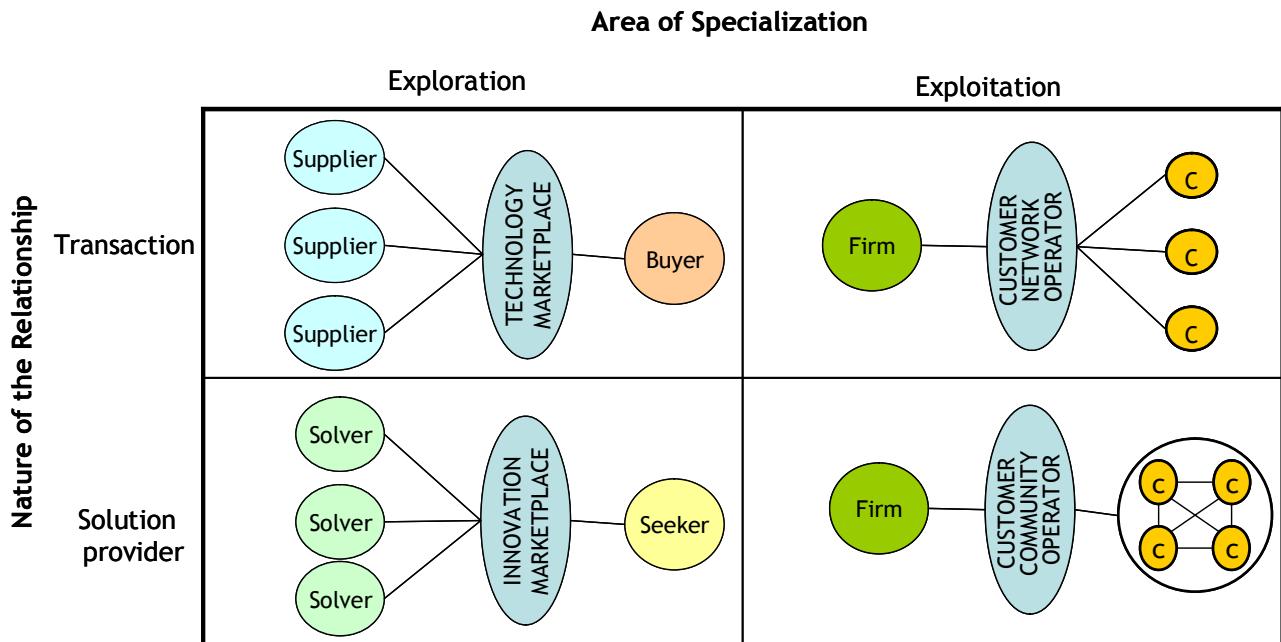 Area of Specialization
Exploration
Exploitation
Nature of the Relationship
Transaction
Supplier
Supplier
Supplier
TECHNOLOGY
MARKETPLACE
Buyer
Firm
CUSTOMER
NETWORK
OPERATOR
C
C
C
Solution
provider
Solver
Solver
Solver
INNOVATION
MARKETPLACE
Seeker
Firm
CUSTOMER
COMMUNITY
OPERATOR
C
C
C
C